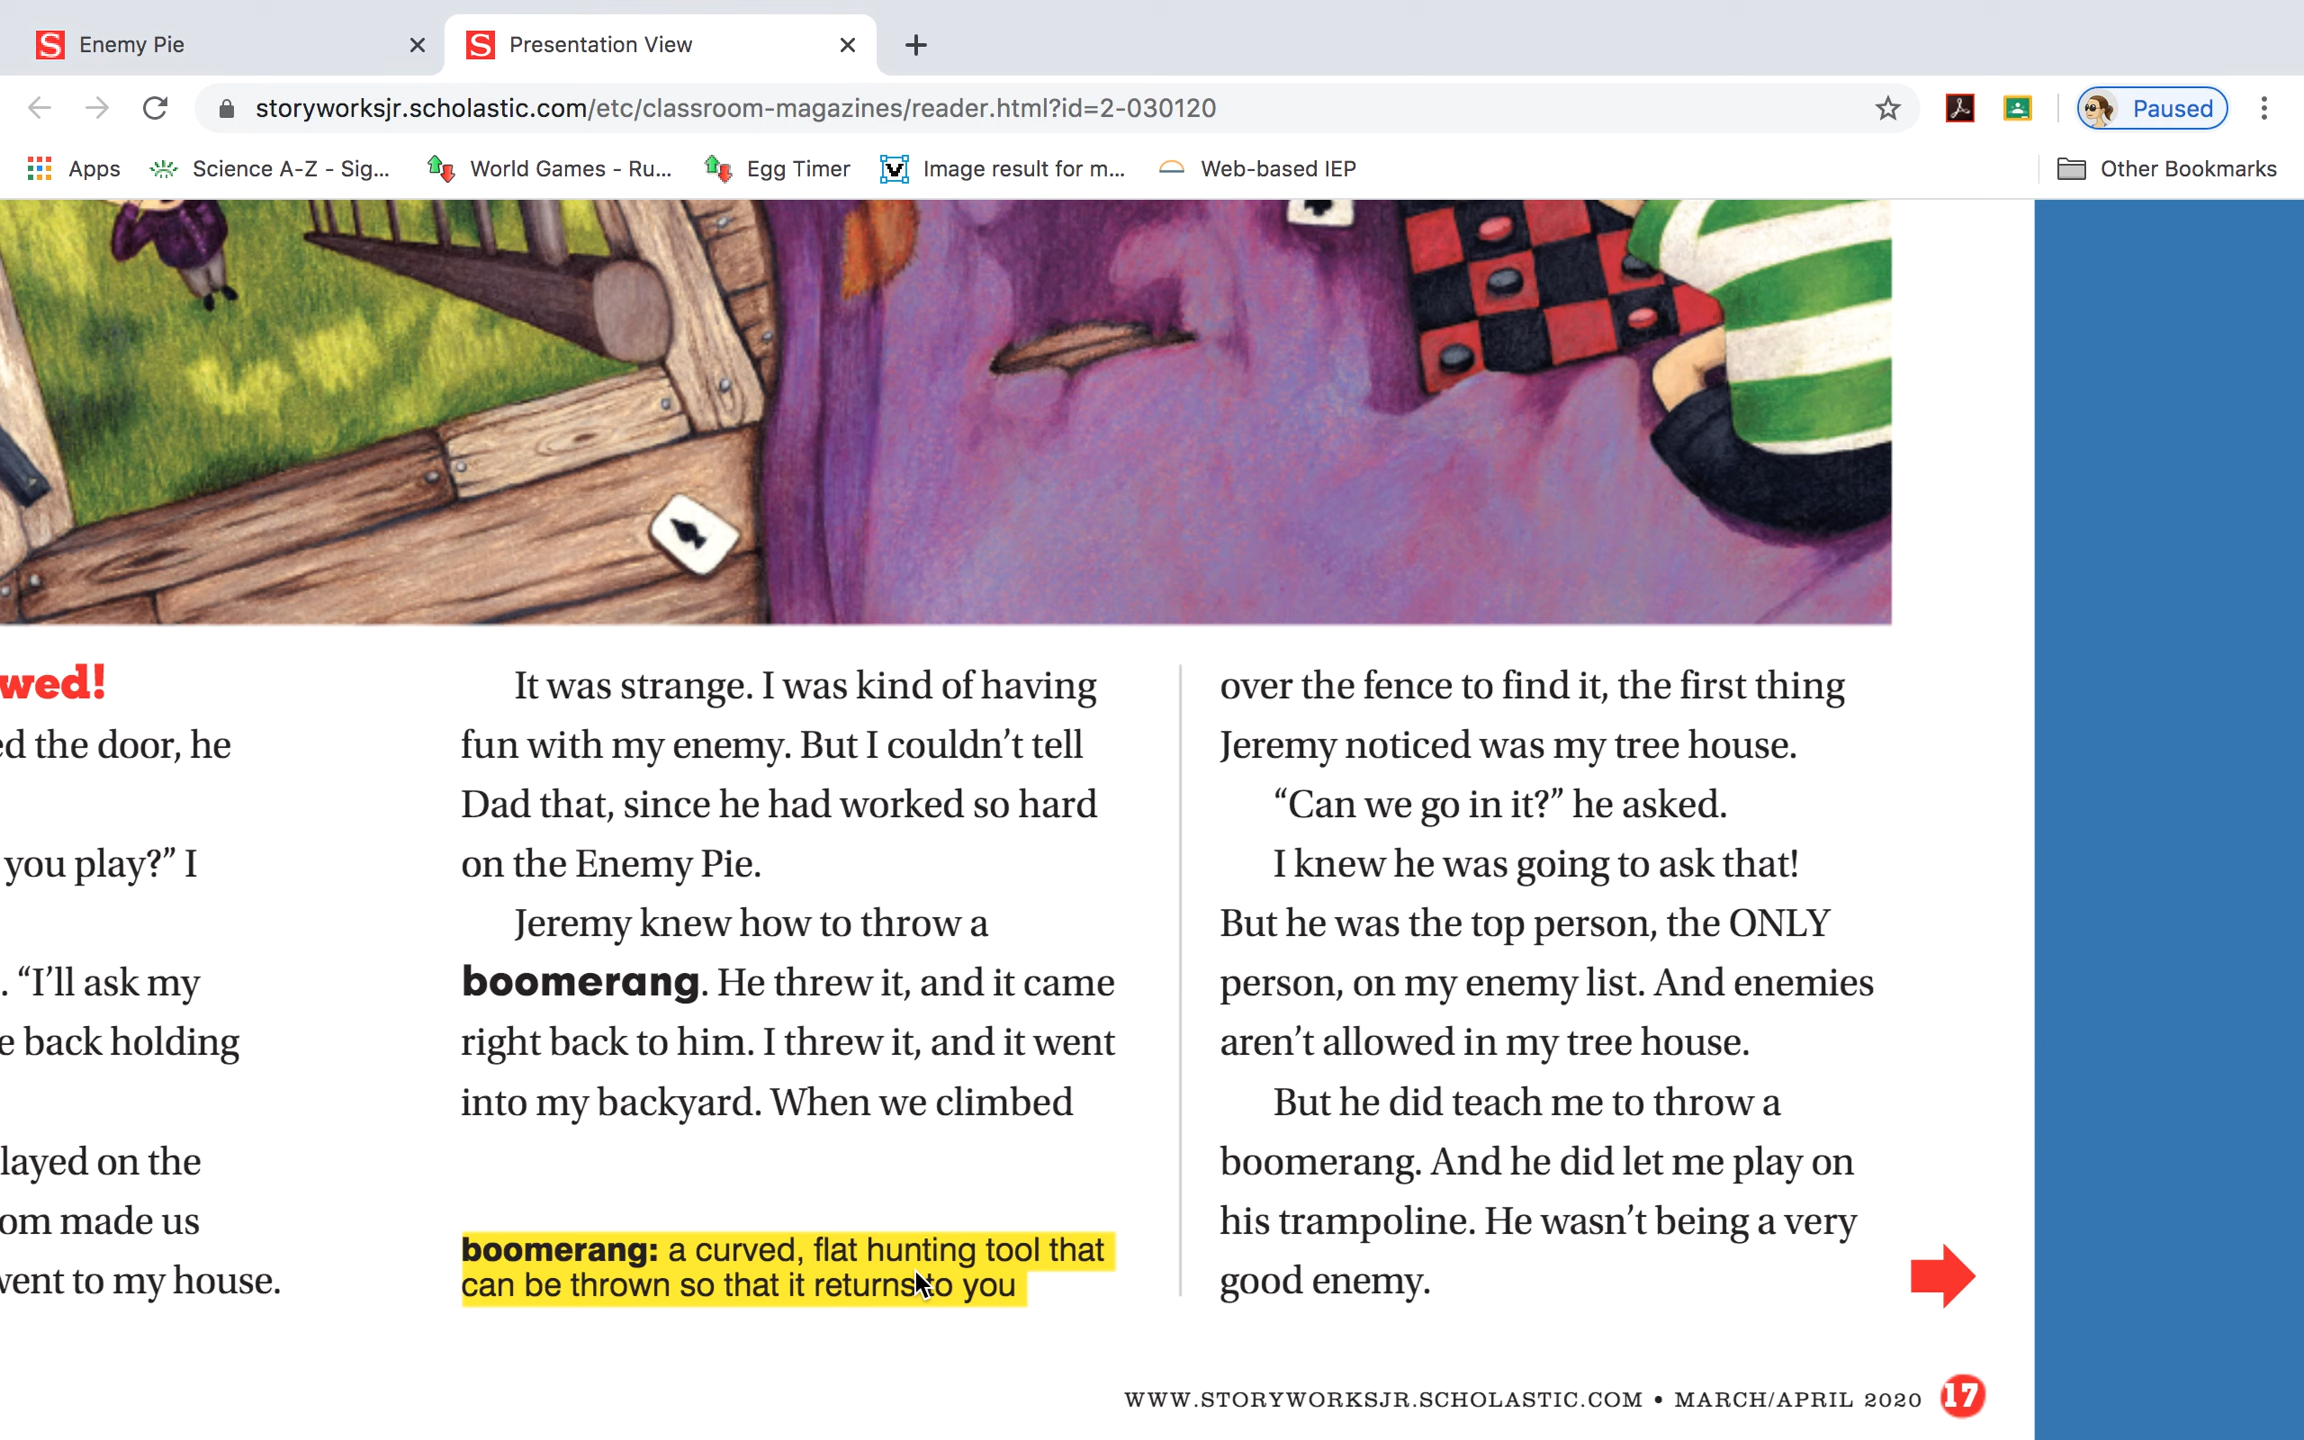 Enemy Pie
Presentation View
storyworksjr.scholastic.com/etc/classroom-magazines/reader.html?id=2-030120
Paused
Apps
Science A-Z - Sig...
World Games - Ru...
Egg Timer
Image result for m...
Web-based IEP
Other Bookmarks
wed!
ed the door, he
you play?” I
. “I’ll ask my
e back holding
layed on the
om made us
vent to my house.
It was strange. I was kind of having
fun with my enemy. But I couldn’t tell
Dad that, since he had worked so hard
on the Enemy Pie.
Jeremy knew how to throw a
boomerang. He threw it, and it came
right back to him. I threw it, and it went
into my backyard. When we climbed
boomerang: a curved, flat hunting tool that
can be thrown so that it returns to you
over the fence to find it, the first thing
Jeremy noticed was my tree house.
“Can we go in it?” he asked.
I knew he was going to ask that!
But he was the top person, the ONLY
person, on my enemy list. And enemies
aren’t allowed in my tree house.
But he did teach me to throw a
boomerang. And he did let me play on
his trampoline. He wasn’t being a very
good enemy.
WWW.STORYWORKSJR.SCHOLASTIC.COM • MARCH/APRIL 2020 17